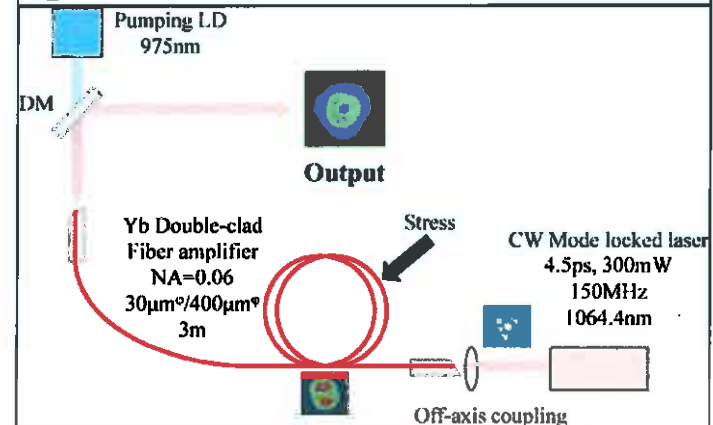 Pumping LD
975nm
DM
Output
Yb Double-clad
Fiber amplifier
NA=0.06
30μmᵠ/400μmᵠ
3m
Stress
CW Mode locked laser
4.5ps, 300mW
150MHz
1064.4nm
Off-axis coupling